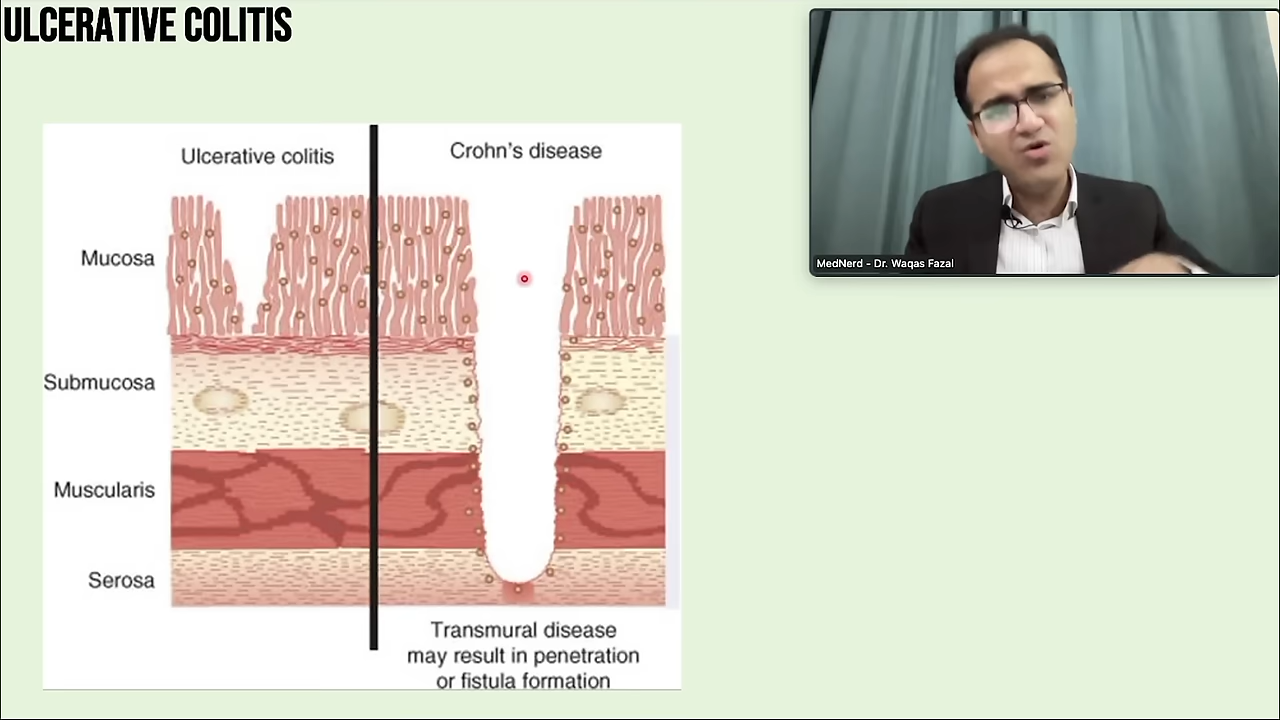 ULCERATIVE COLITIS
Ulcerative colitis
Crohn's disease
Mucosa
Submucosa
Muscularis
Serosa
Transmural disease
may result in penetration
or fistula formation
MedNerd - Dr. Waqas Fazal